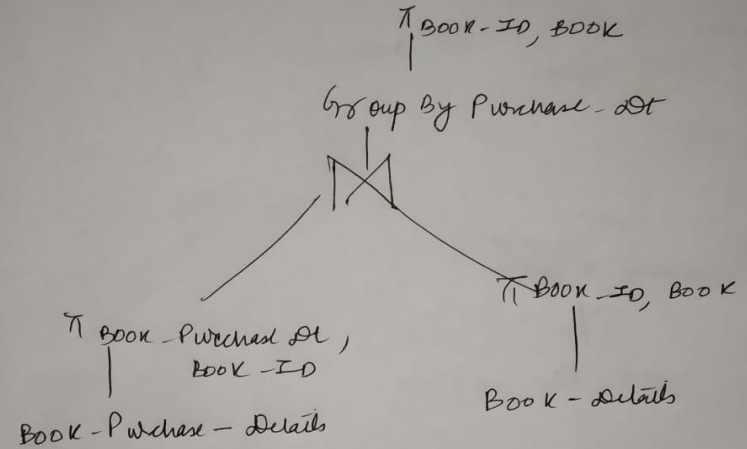 π BOOK-ID, BOOK
Group By Purchase-Dt
⋈
π BOOK-ID, BOOK
π BOOK-Purchase Dt,
BOOK-ID
BOOK-Details
BOOK-Purchase-Details